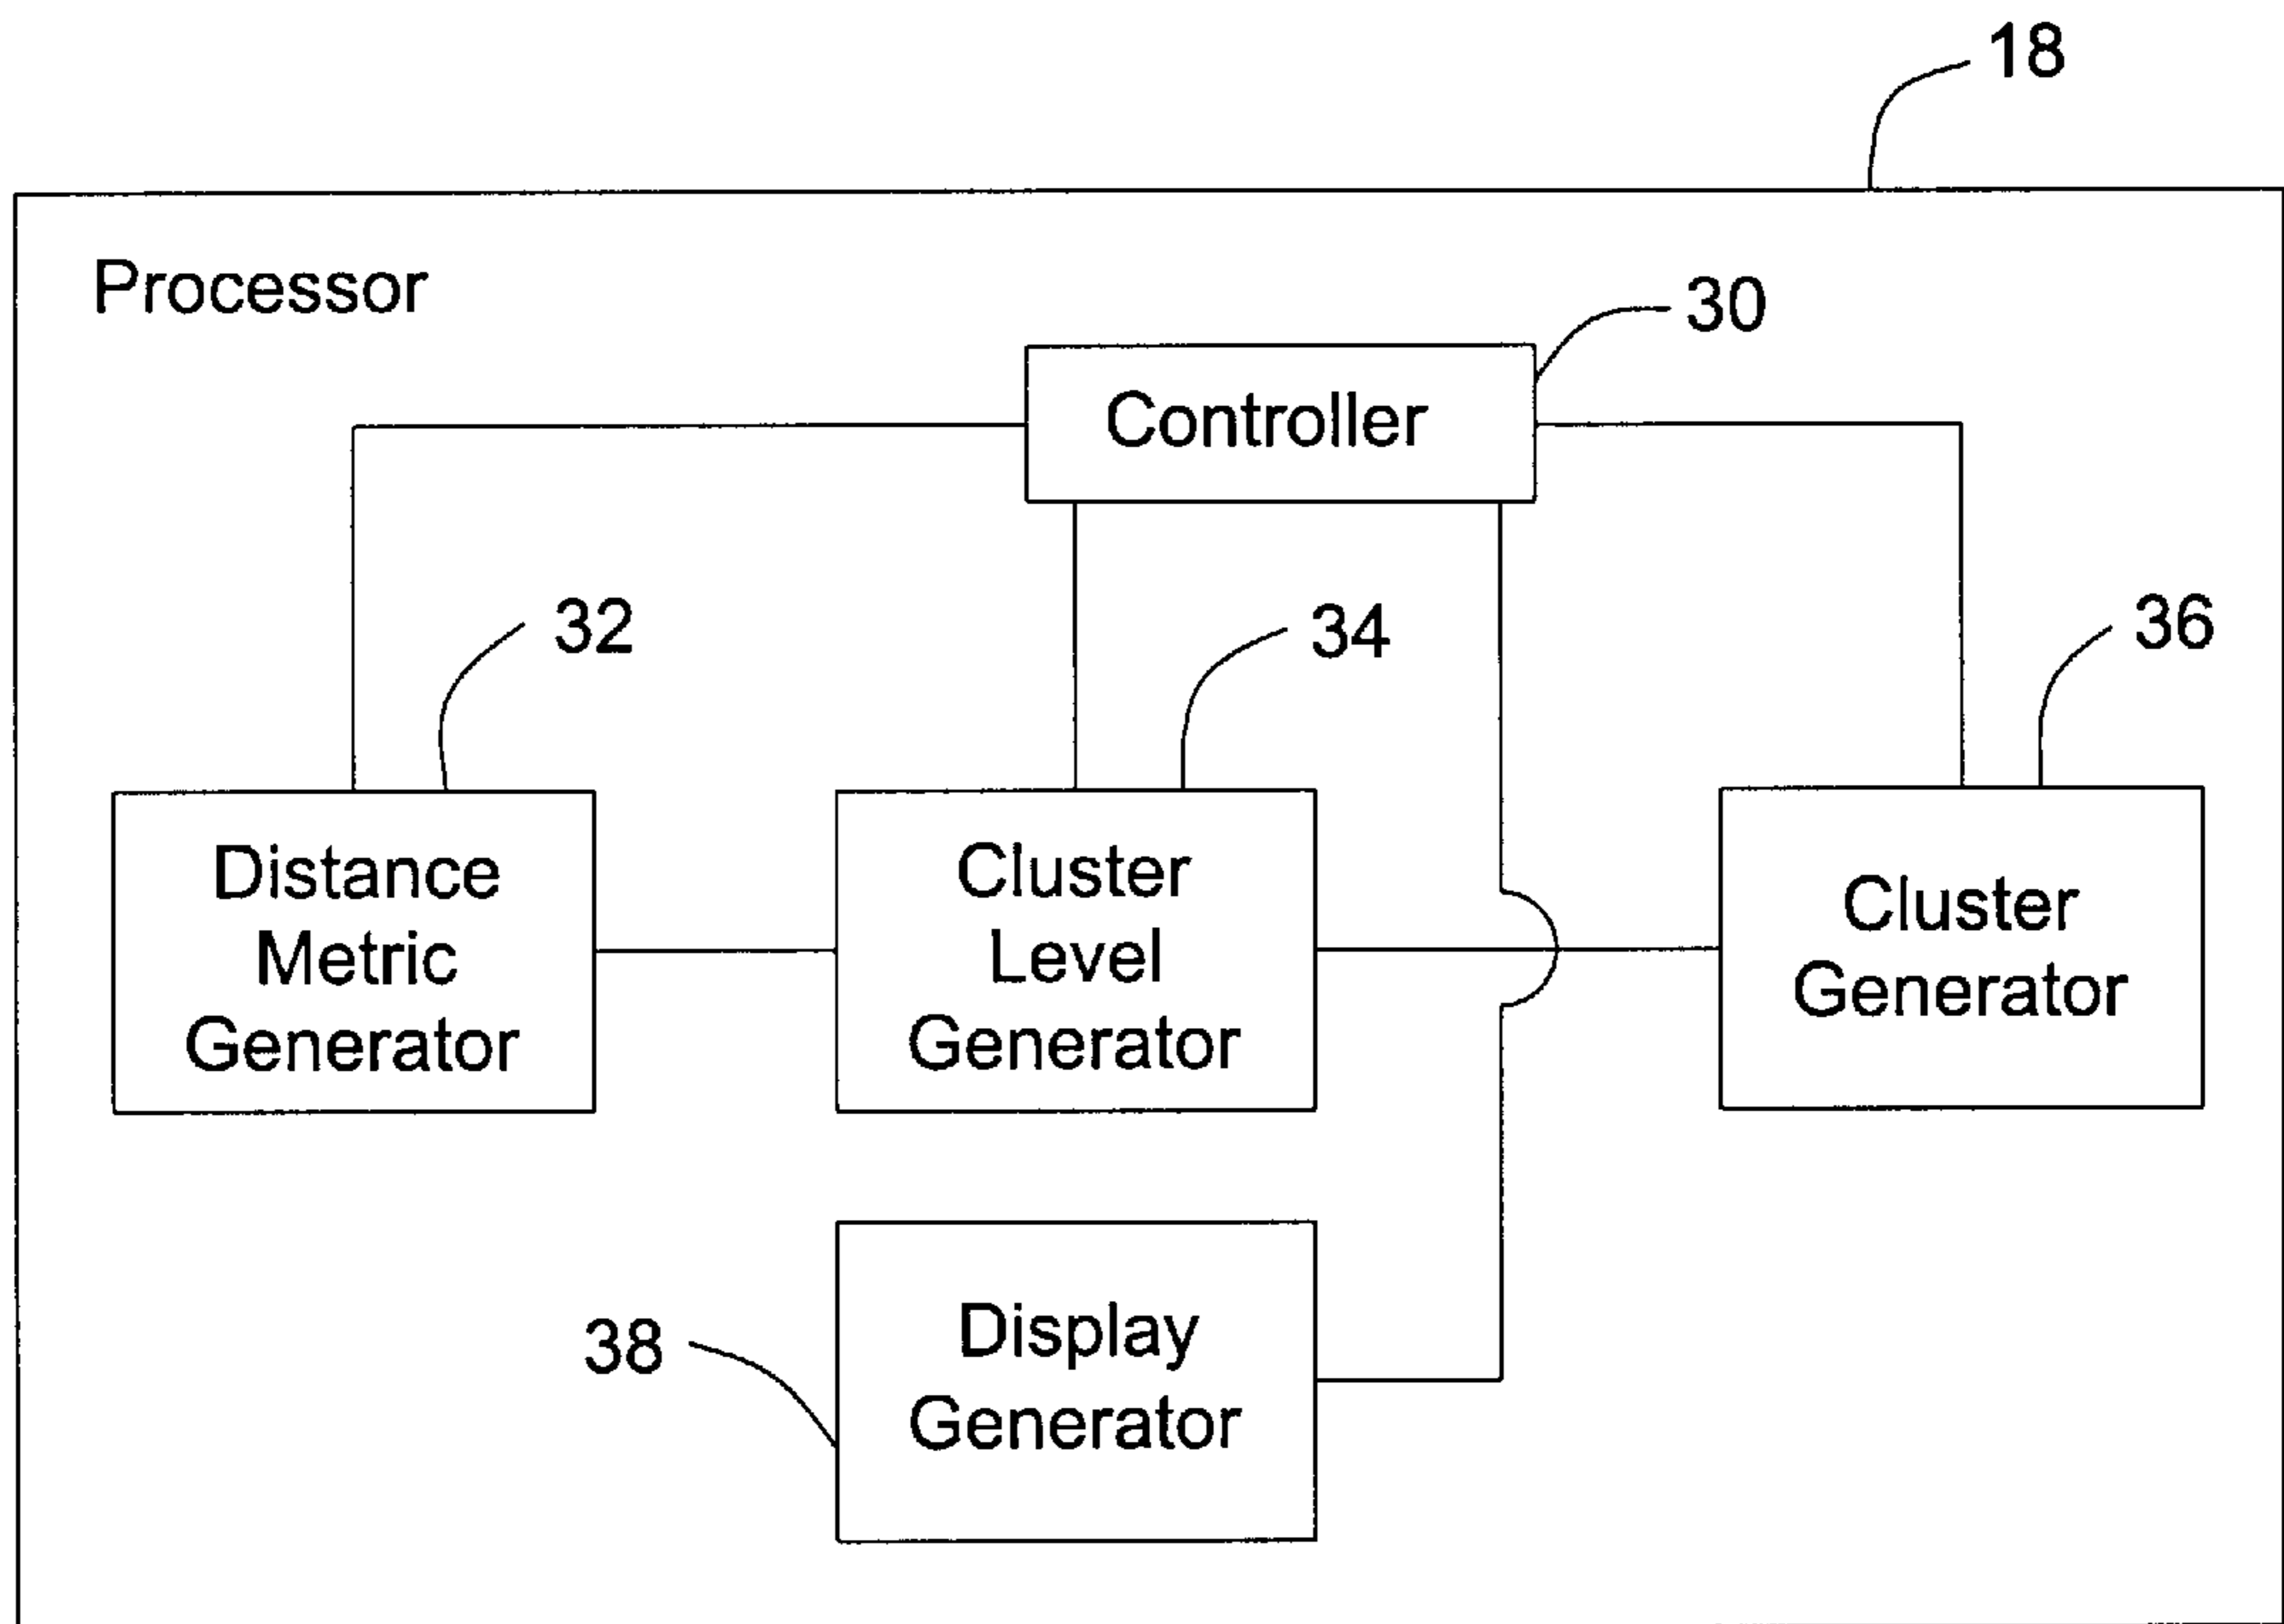 18
Processor
30
Controller
32
34
36
Distance
Metric
Generator
Cluster
Level
Generator
Cluster
Generator
38
Display
Generator